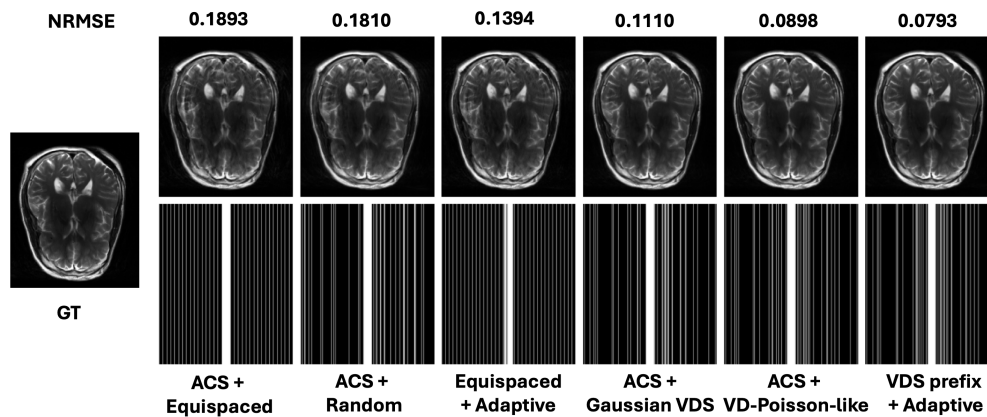 NRMSE 0.1893 0.1810 0.1394 0.1110 0.0898 0.0793
GT
ACS + Equispaced
ACS + Random
Equispaced + Adaptive
ACS + Gaussian VDS
ACS + VD-Poisson-like
VDS prefix + Adaptive